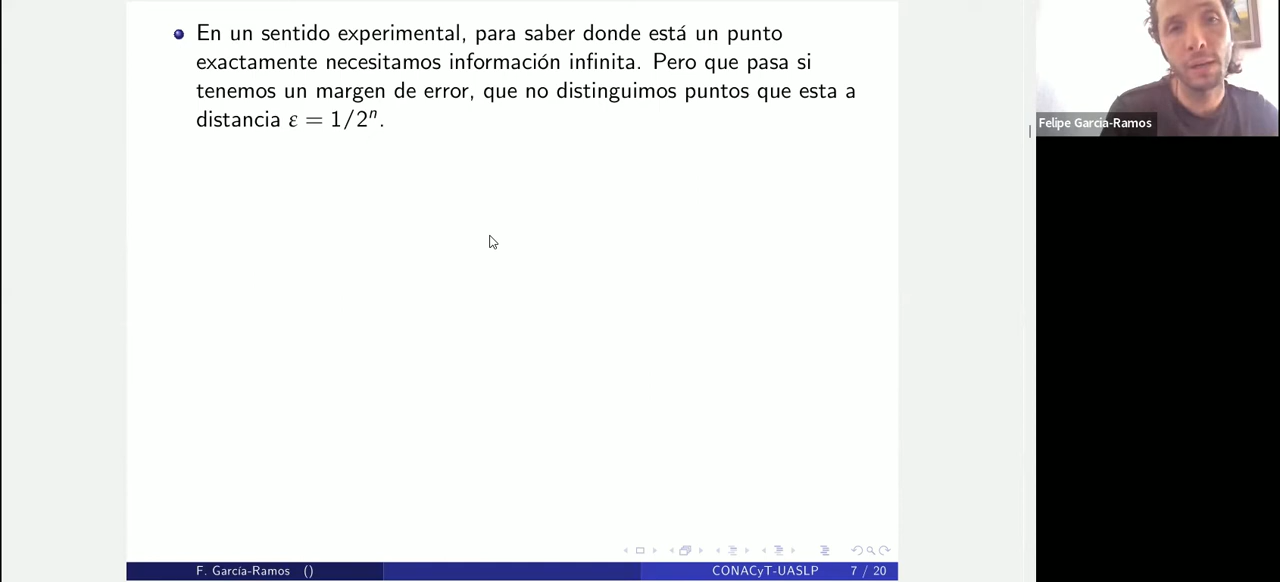 En un sentido experimental, para saber donde está un punto
exactamente necesitamos información infinita. Pero que pasa si
tenemos un margen de error, que no distinguimos puntos que esta a
distancia ε = 1/2ⁿ.
Felipe Garcia-Ramos
F. García-Ramos () CONACyT-UASLP 7 / 20